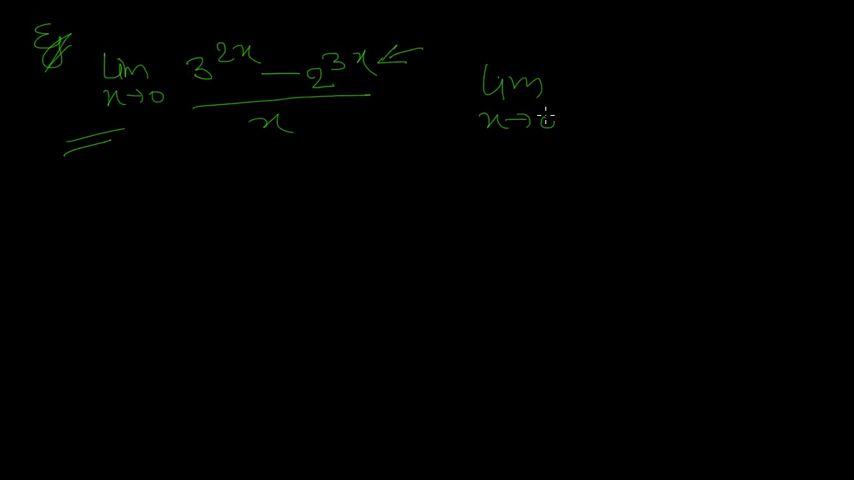 Eg
lim x→0 (3^{2x} — 2^{3x}) / x
lim x→0